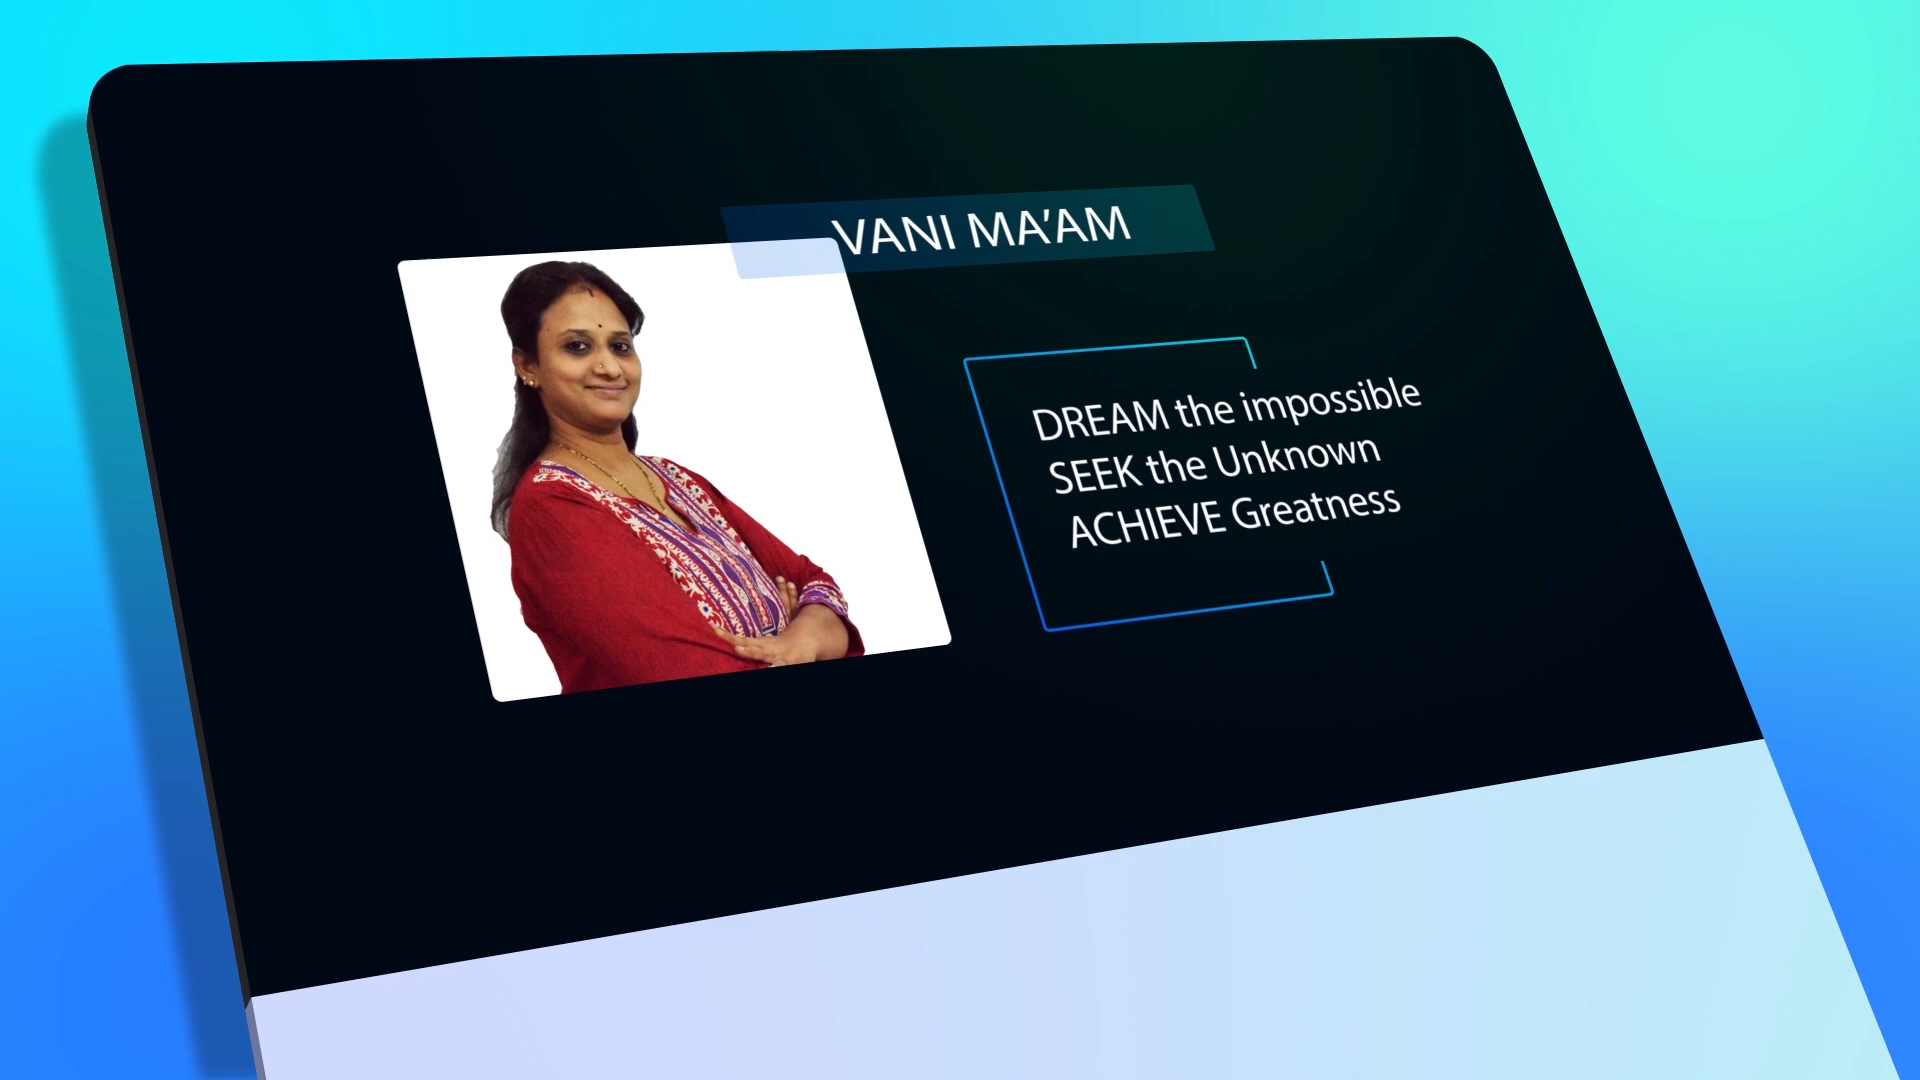 VANI MA’AM
DREAM the impossible
SEEK the Unknown
ACHIEVE Greatness